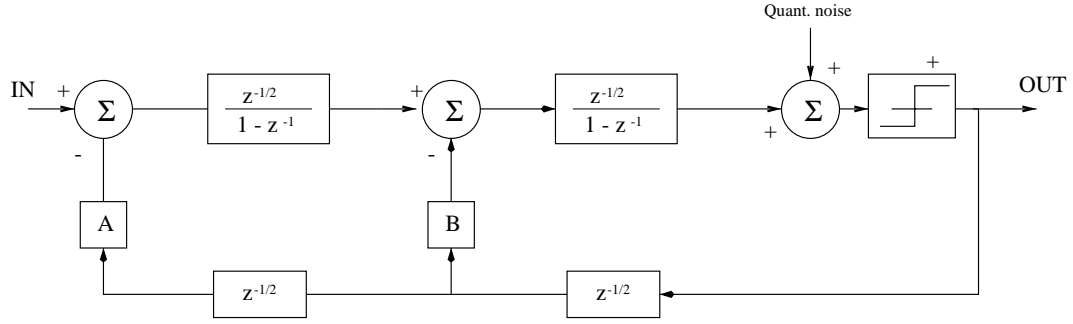 Quant. noise
IN + Σ z-1/2 + Σ z-1/2 + Σ + + OUT
1 - z -1 1 - z -1
- - +
A B
z-1/2 z-1/2